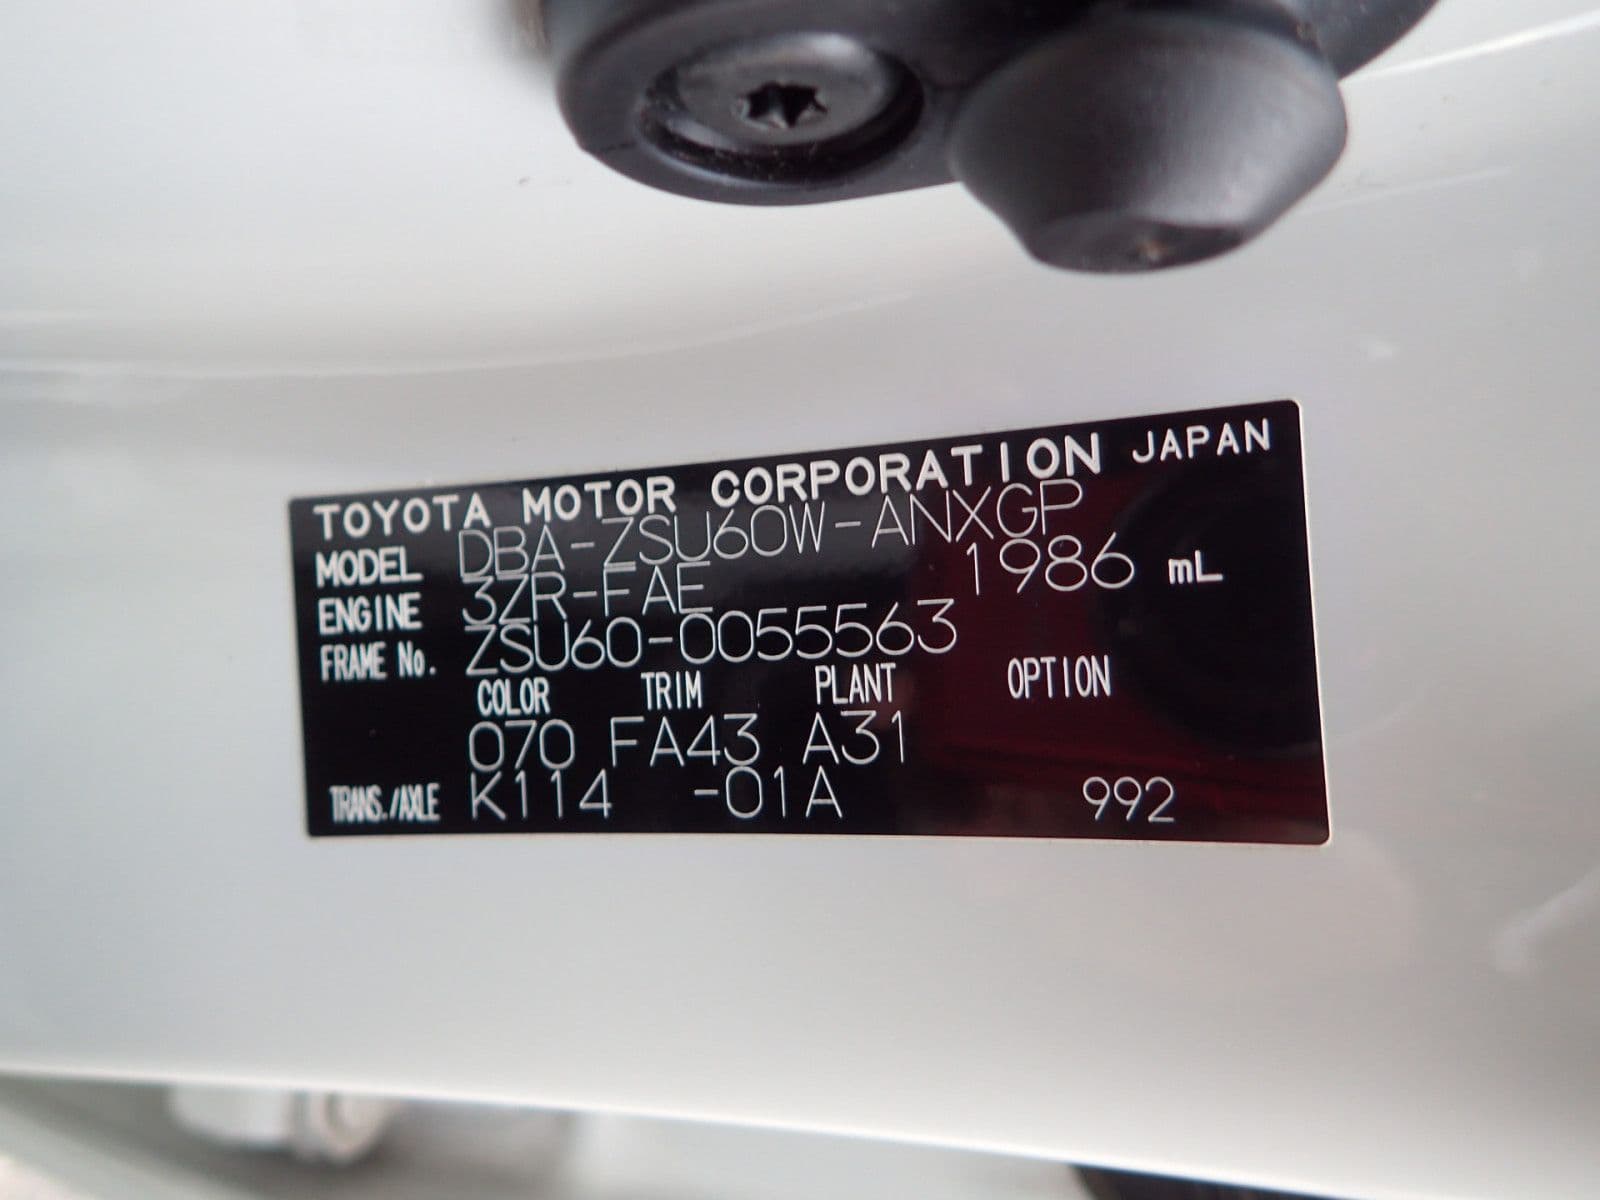 TOYOTA MOTOR CORPORATION JAPAN
MODEL DBA-ZSU60W-ANXGP
ENGINE 3ZR-FAE 1986 mL
FRAME No. ZSU60-0055563
COLOR TRIM PLANT OPTION
070 FA43 A31
TRANS./AXLE K114 -01A 992